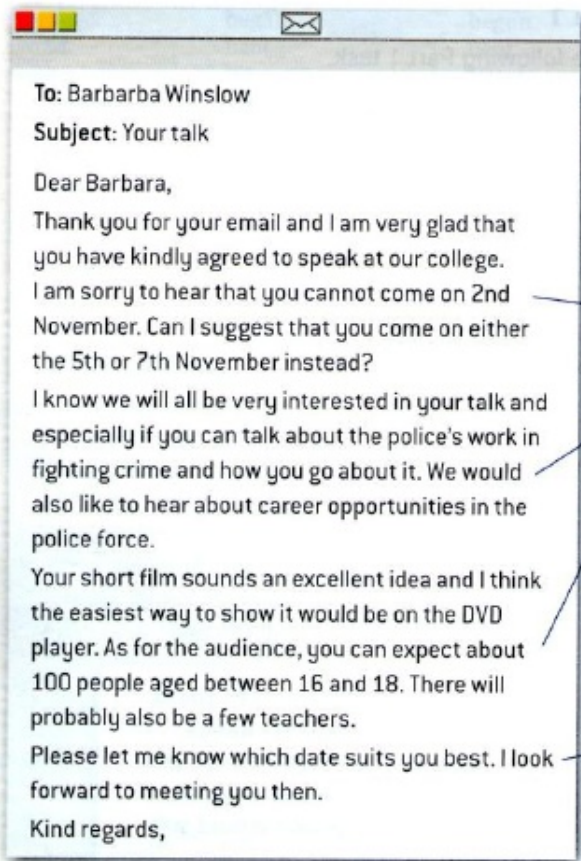 To: Barbarba Winslow
Subject: Your talk
Dear Barbara,
Thank you for your email and I am very glad that
you have kindly agreed to speak at our college.
I am sorry to hear that you cannot come on 2nd
November. Can I suggest that you come on either
the 5th or 7th November instead?
I know we will all be very interested in your talk and
especially if you can talk about the police's work in
fighting crime and how you go about it. We would
also like to hear about career opportunities in the
police force.
Your short film sounds an excellent idea and I think
the easiest way to show it would be on the DVD
player. As for the audience, you can expect about
100 people aged between 16 and 18. There will
probably also be a few teachers.
Please let me know which date suits you best. I look
forward to meeting you then.
Kind regards,